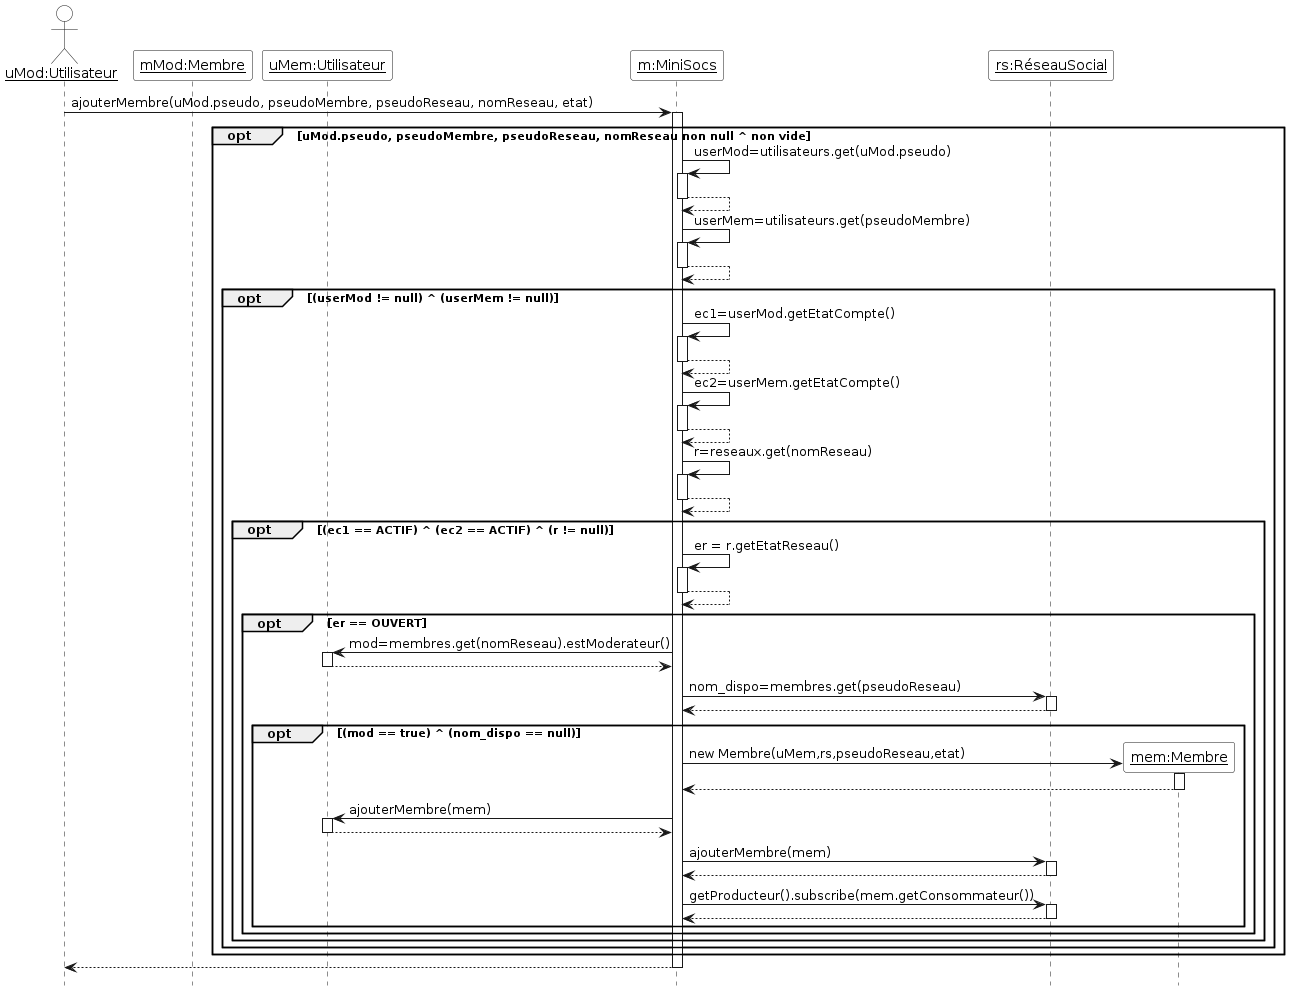 uMod:Utilisateur
mMod:Membre
uMem:Utilisateur
m:MiniSocs
rs:RéseauSocial
ajouterMembre(uMod.pseudo, pseudoMembre, pseudoReseau, nomReseau, etat)
opt [uMod.pseudo, pseudoMembre, pseudoReseau, nomReseau non null ^ non vide]
userMod=utilisateurs.get(uMod.pseudo)
userMem=utilisateurs.get(pseudoMembre)
opt [(userMod != null) ^ (userMem != null)]
ec1=userMod.getEtatCompte()
ec2=userMem.getEtatCompte()
r=reseaux.get(nomReseau)
opt [(ec1 == ACTIF) ^ (ec2 == ACTIF) ^ (r != null)]
er = r.getEtatReseau()
opt [er == OUVERT]
mod=membres.get(nomReseau).estModerateur()
nom_dispo=membres.get(pseudoReseau)
opt [(mod == true) ^ (nom_dispo == null)]
new Membre(uMem,rs,pseudoReseau,etat)
mem:Membre
ajouterMembre(mem)
ajouterMembre(mem)
getProducteur().subscribe(mem.getConsommateur())